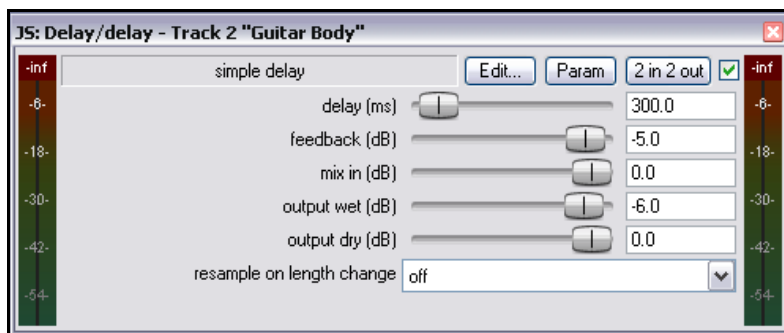 JS: Delay/delay - Track 2 "Guitar Body"
-inf simple delay Edit... Param 2 in 2 out -inf
-6- delay (ms) 300.0 -6-
feedback (dB) -5.0
-18- mix in (dB) 0.0 -18-
-30- output wet (dB) -6.0 -30-
-42- output dry (dB) 0.0 -42-
resample on length change off
-54- -54-